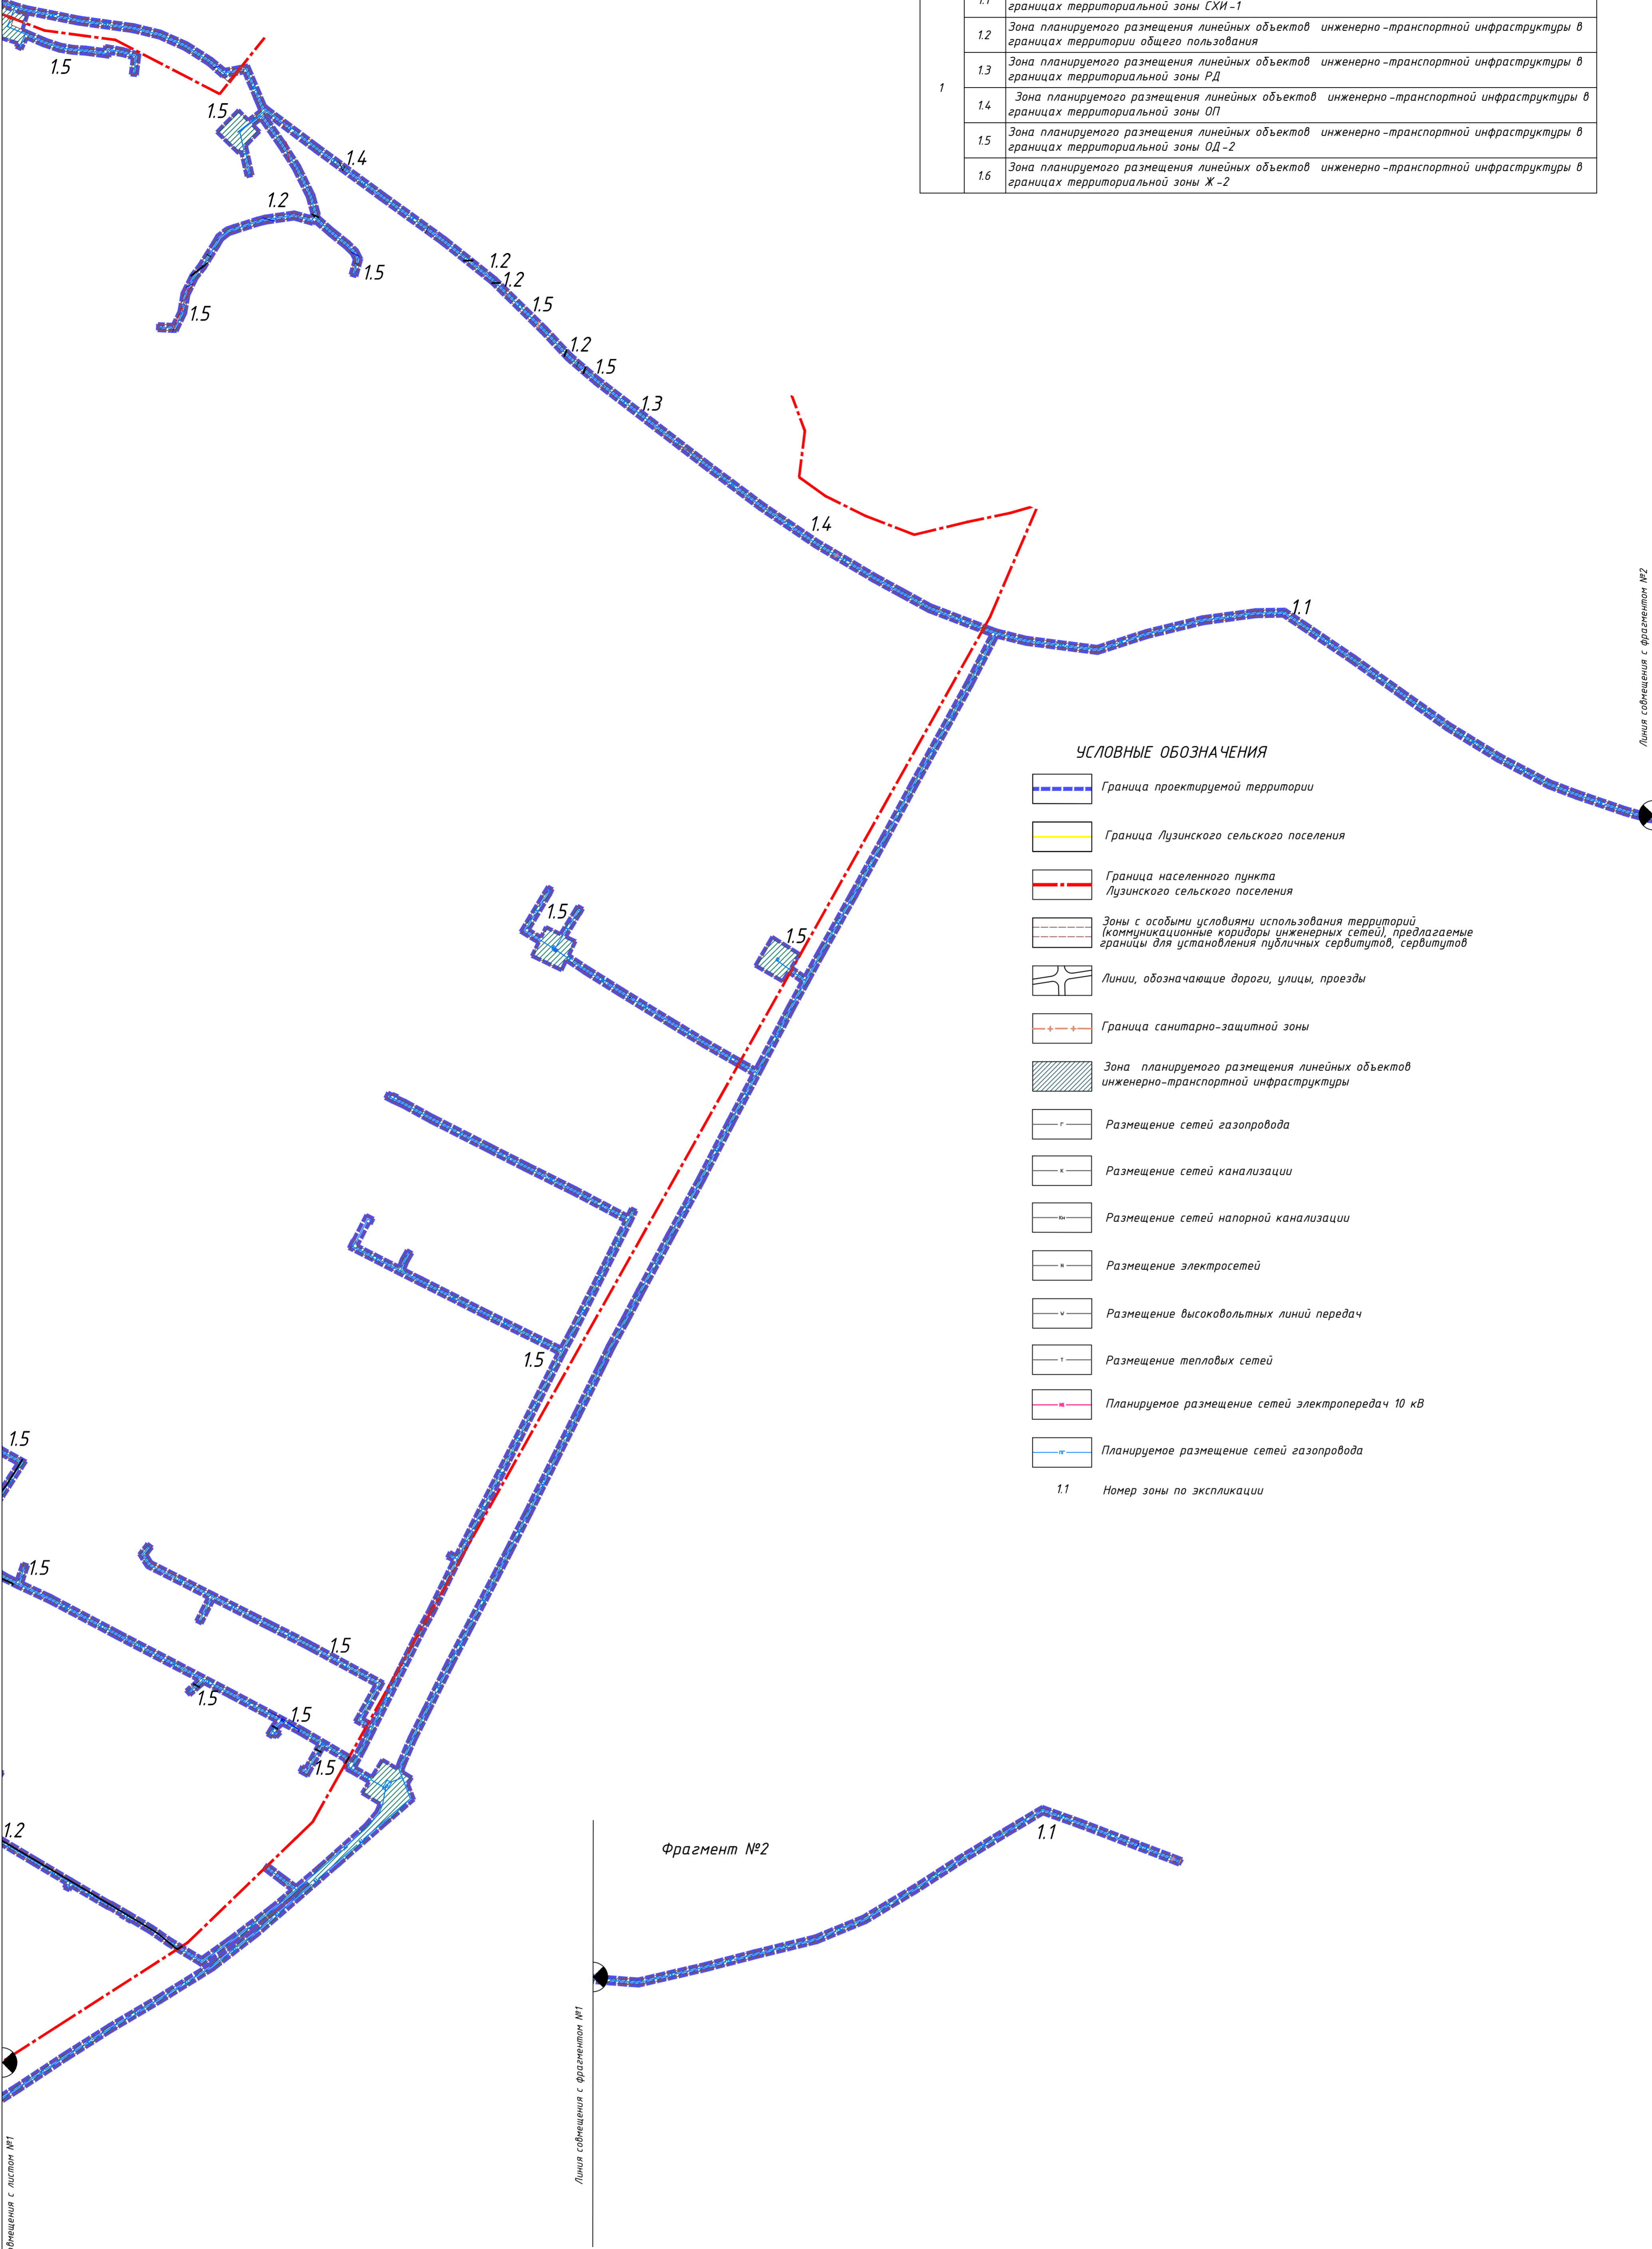 1.1
границах территориальной зоны СХИ-1
1
1.2
Зона планируемого размещения линейных объектов инженерно-транспортной инфраструктуры в
границах территории общего пользования
1.3
Зона планируемого размещения линейных объектов инженерно-транспортной инфраструктуры в
границах территориальной зоны РД
1.4
Зона планируемого размещения линейных объектов инженерно-транспортной инфраструктуры в
границах территориальной зоны ОП
1.5
Зона планируемого размещения линейных объектов инженерно-транспортной инфраструктуры в
границах территориальной зоны ОД-2
1.6
Зона планируемого размещения линейных объектов инженерно-транспортной инфраструктуры в
границах территориальной зоны Ж-2
1.5
1.5
1.4
1.2
1.5
1.5
1.2
1.2
1.5
1.2
1.5
1.3
1.4
1.1
Линия совмещения с фрагментом №2
УСЛОВНЫЕ ОБОЗНАЧЕНИЯ
Граница проектируемой территории
Граница Лузинского сельского поселения
Граница населенного пункта
Лузинского сельского поселения
Зоны с особыми условиями использования территорий
(коммуникационные коридоры инженерных сетей), предлагаемые
границы для установления публичных сервитутов, сервитутов
Линии, обозначающие дороги, улицы, проезды
Граница санитарно-защитной зоны
Зона планируемого размещения линейных объектов
инженерно-транспортной инфраструктуры
Г
Размещение сетей газопровода
К
Размещение сетей канализации
Кн
Размещение сетей напорной канализации
Размещение электросетей
W
Размещение высоковольтных линий передач
Т
Размещение тепловых сетей
Планируемое размещение сетей электропередач 10 кВ
ПГ
Планируемое размещение сетей газопровода
1.1
Номер зоны по экспликации
1.5
1.5
1.5
1.5
1.5
1.5
1.5
1.5
1.5
1.2
Фрагмент №2
1.1
Линия совмещения с фрагментом №1
совмещения с листом №1